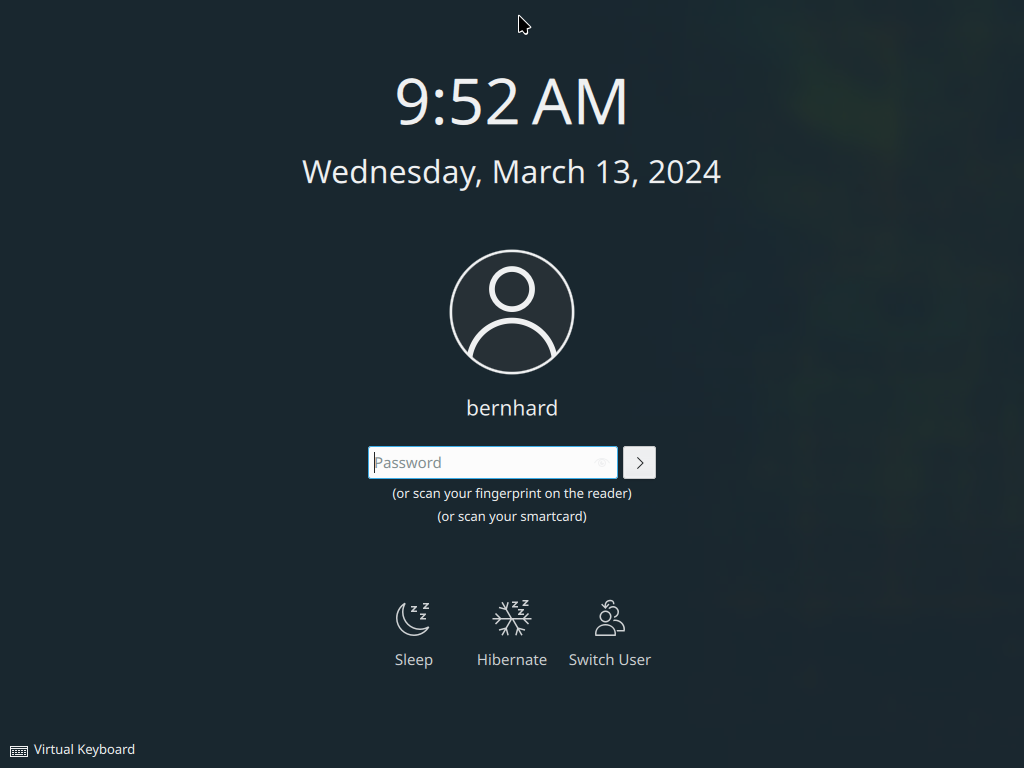 9:52 AM
Wednesday, March 13, 2024
bernhard
Password
(or scan your fingerprint on the reader)
(or scan your smartcard)
Sleep
Hibernate
Switch User
Virtual Keyboard